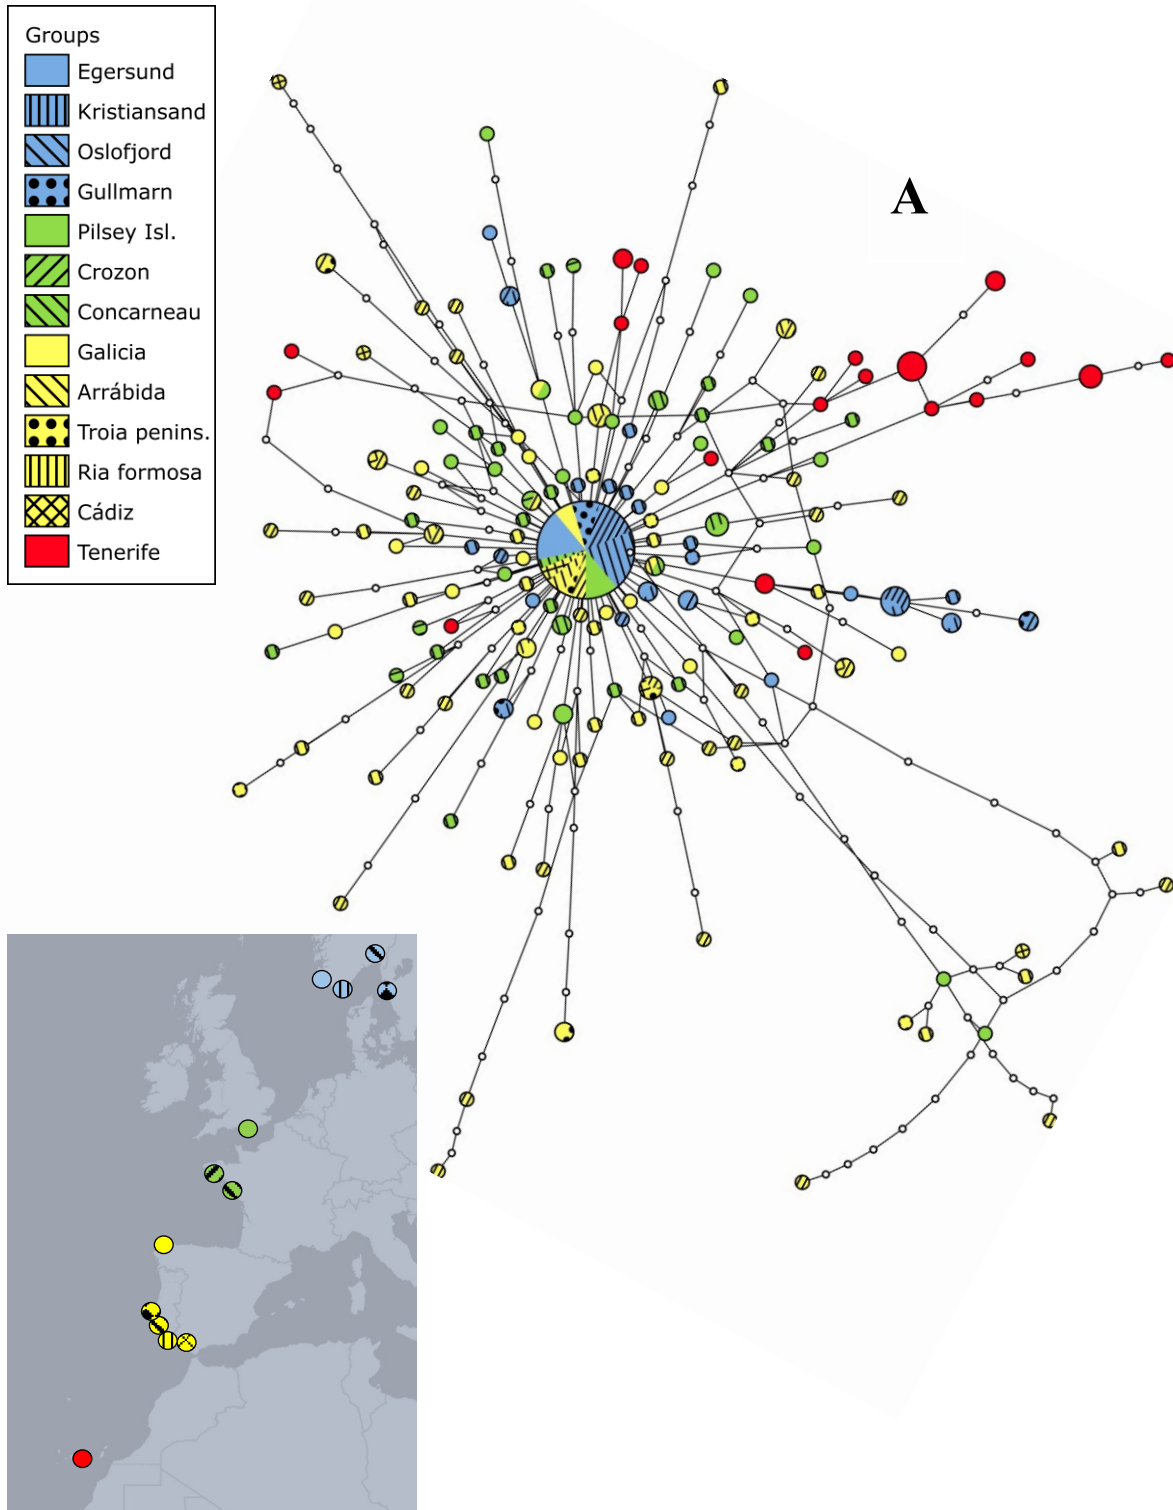 Groups
Egersund
Kristiansand
Oslofjord
Gullmarn
Pilsey Isl.
Crozon
Concarneau
Galicia
Arrábida
Troia penins.
Ria formosa
Cádiz
Tenerife
A